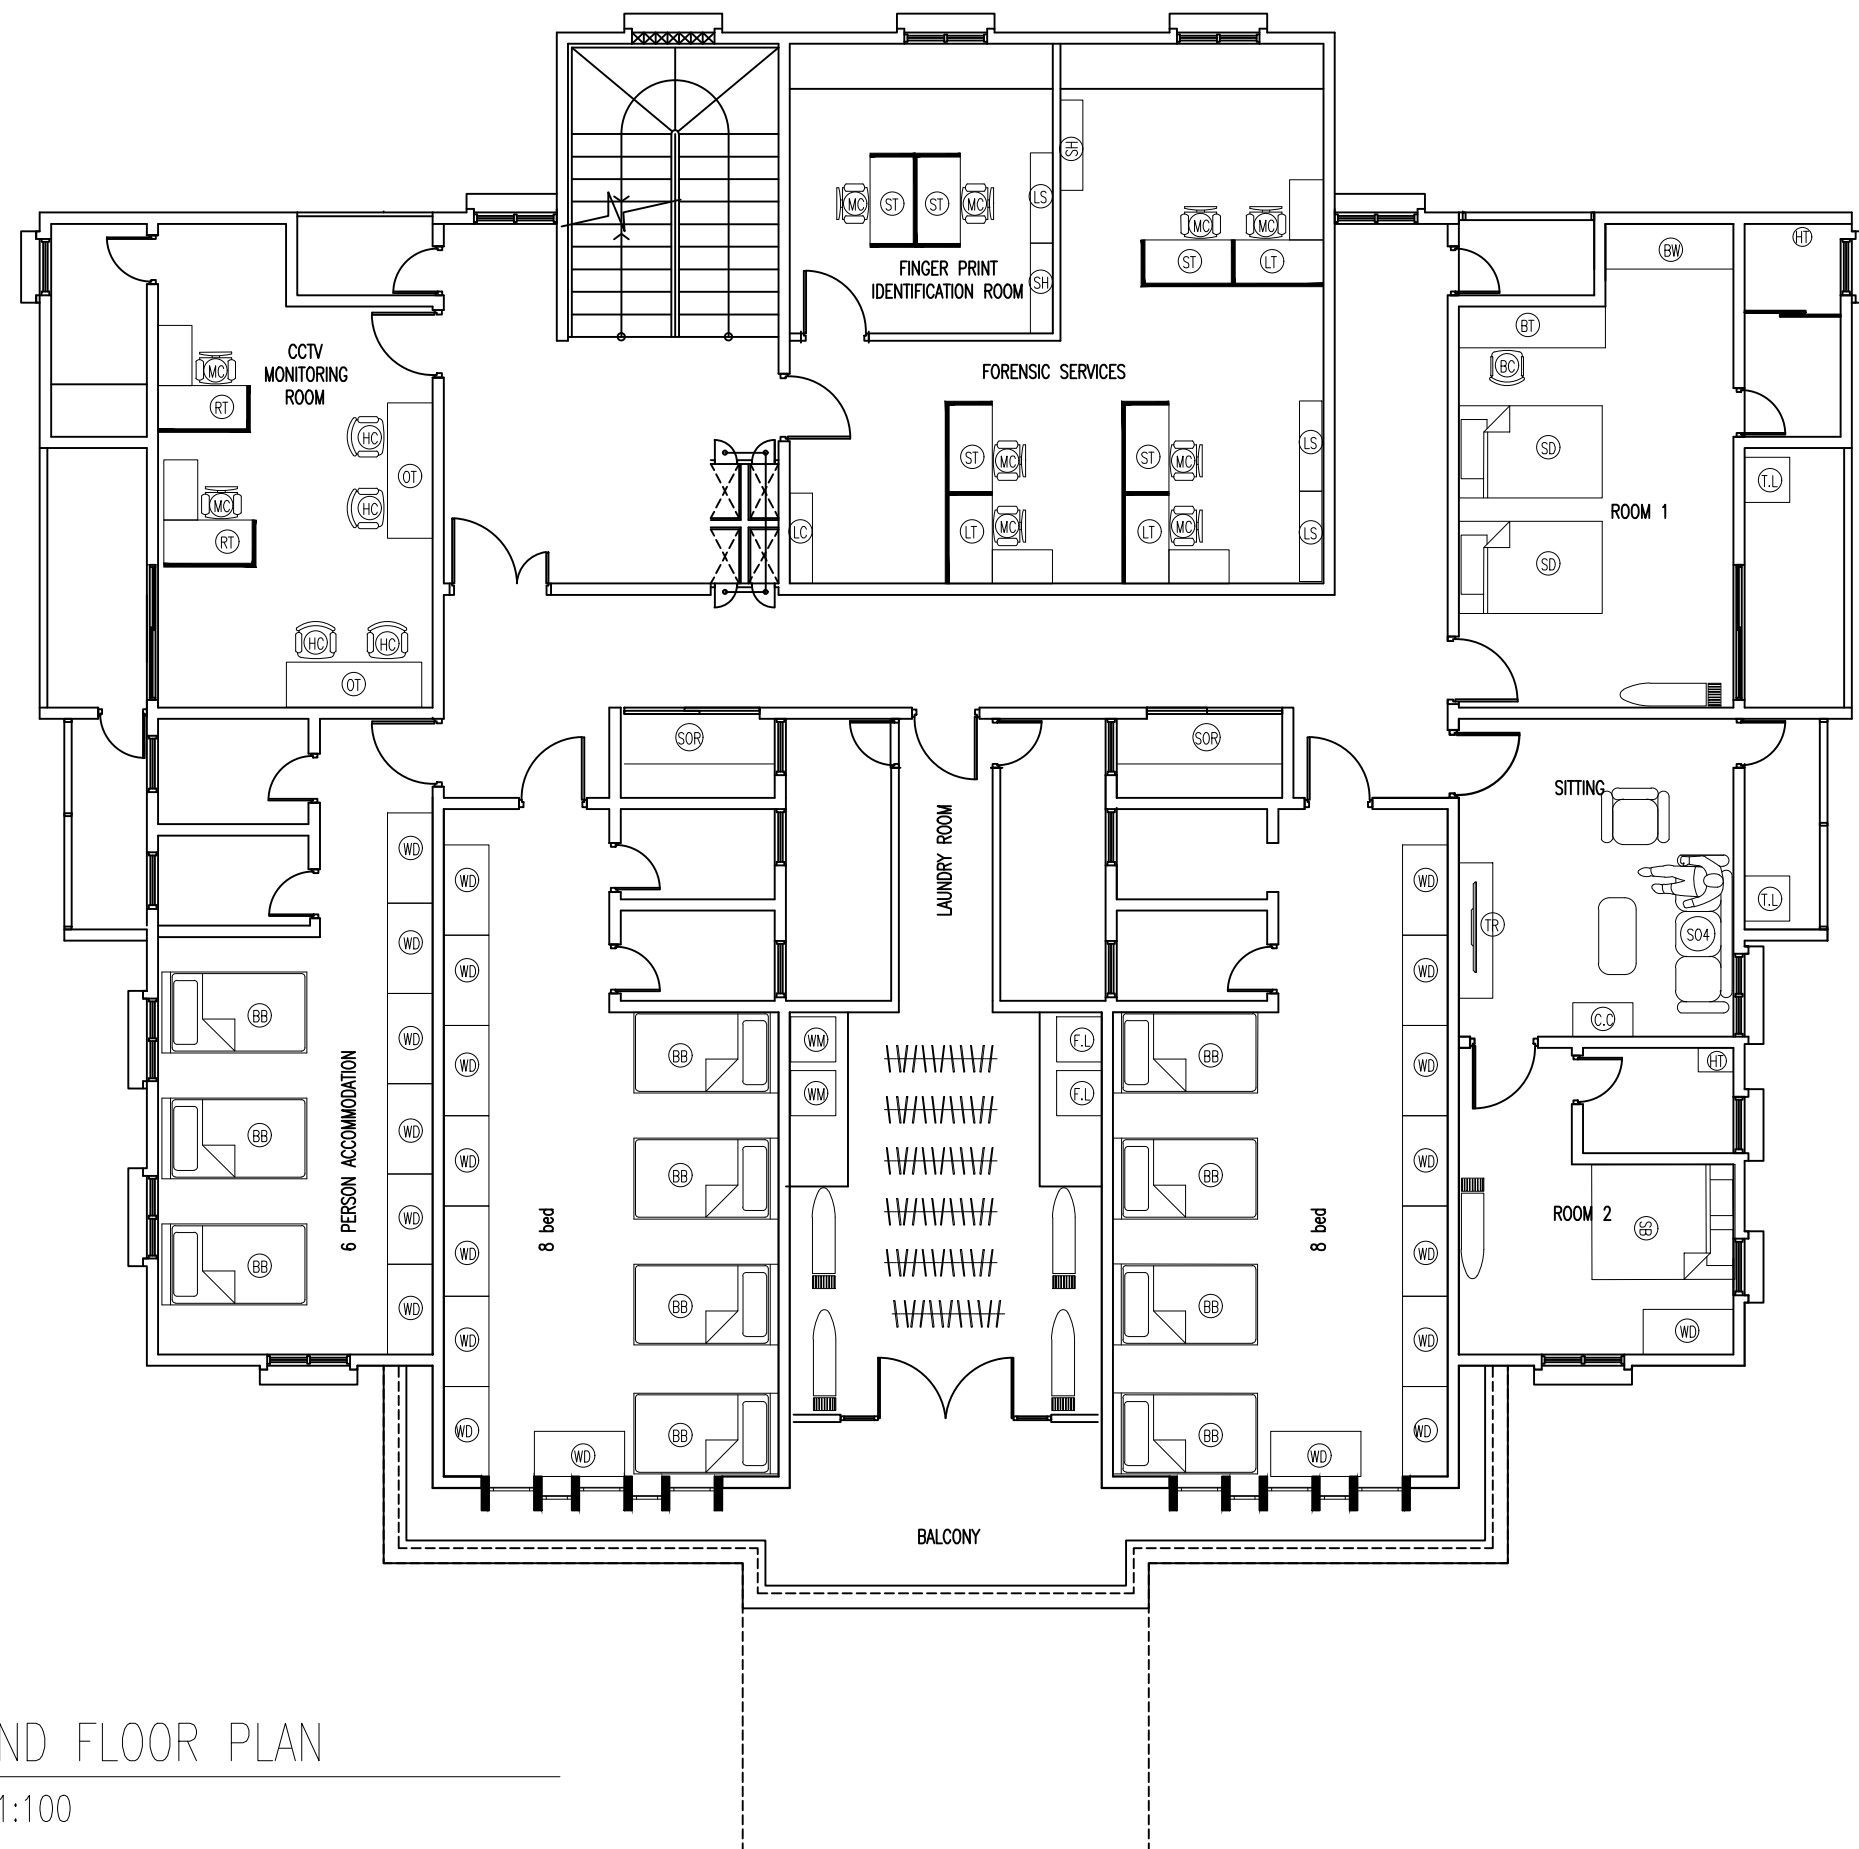 HT
BW
SH
MC
ST
ST
MC
LS
MC
MC
FINGER PRINT
IDENTIFICATION ROOM
SH
ST
LT
BT
CCTV
MONITORING
ROOM
MC
RT
FORENSIC SERVICES
BC
HC
OT
ST
MC
ST
MC
LS
SD
T.L
MC
RT
HC
LC
LT
MC
LT
MC
LS
ROOM 1
SD
HC
HC
OT
SOR
SOR
SITTING
LAUNDRY ROOM
WD
WD
WD
WD
WD
WD
TR
SO4
T.L
BB
WD
WD
BB
WM
F.L
BB
WD
C.C
HT
WM
F.L
6 PERSON ACCOMMODATION
BB
WD
WD
BB
BB
WD
8 bed
8 bed
ROOM 2
SB
WD
WD
WD
BB
WD
WD
BB
BB
WD
WD
WD
WD
BB
WD
BB
WD
WD
BALCONY
ND FLOOR PLAN
1:100